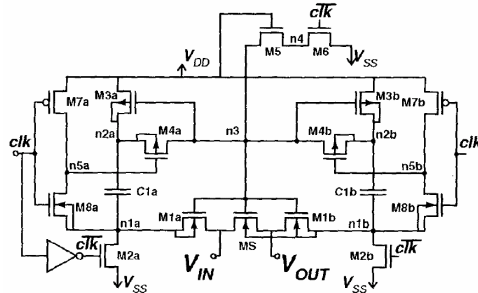 clk
M5
n4
M6
VDD
VSS
M7a
M3a
M3b
M7b
clk
n2a
M4a
n3
M4b
n2b
clk
n5a
n5b
M8a
C1a
C1b
M8b
n1a
M1a
M1b
n1b
clk
M2a
MS
M2b
clk
VIN
VOUT
VSS
VSS